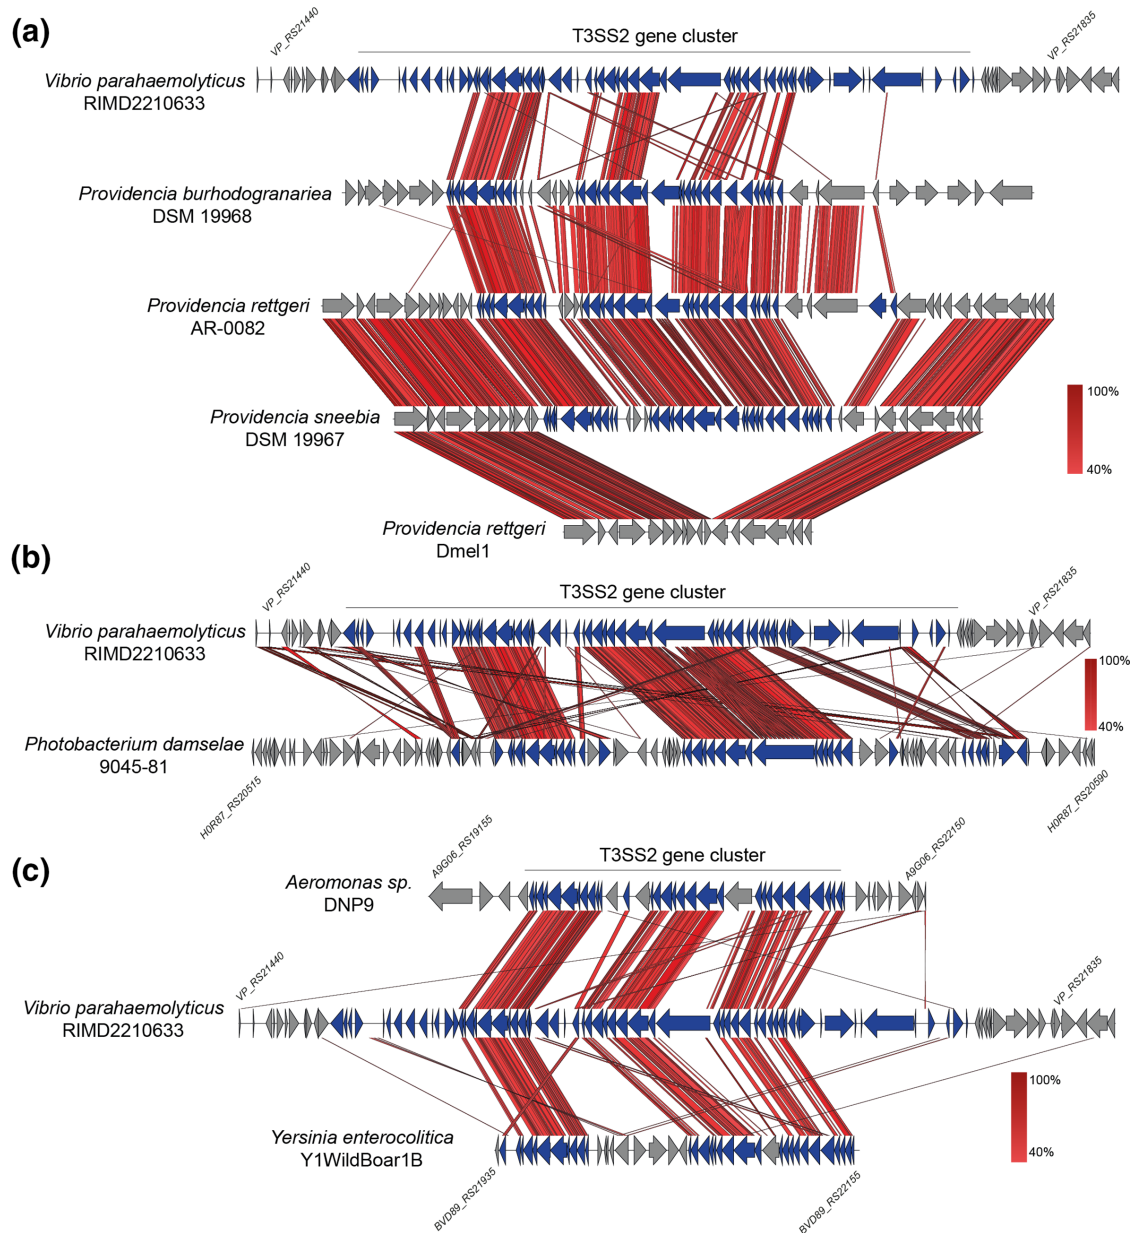 (a)
VP_RS21440
T3SS2 gene cluster
VP_RS21835
Vibrio parahaemolyticus
RIMD2210633
Providencia burhodogranariea
DSM 19968
Providencia rettgeri
AR-0082
Providencia sneebia
DSM 19967
100%
40%
Providencia rettgeri
Dmel1
(b)
VP_RS21440
T3SS2 gene cluster
VP_RS21835
Vibrio parahaemolyticus
RIMD2210633
100%
40%
Photobacterium damselae
9045-81
H0R87_RS20515
H0R87_RS20590
(c)
A9G06_RS19155
T3SS2 gene cluster
A9G06_RS22150
Aeromonas sp.
DNP9
VP_RS21440
VP_RS21835
Vibrio parahaemolyticus
RIMD2210633
100%
40%
Yersinia enterocolitica
Y1WildBoar1B
BVD89_RS21935
BVD89_RS22155